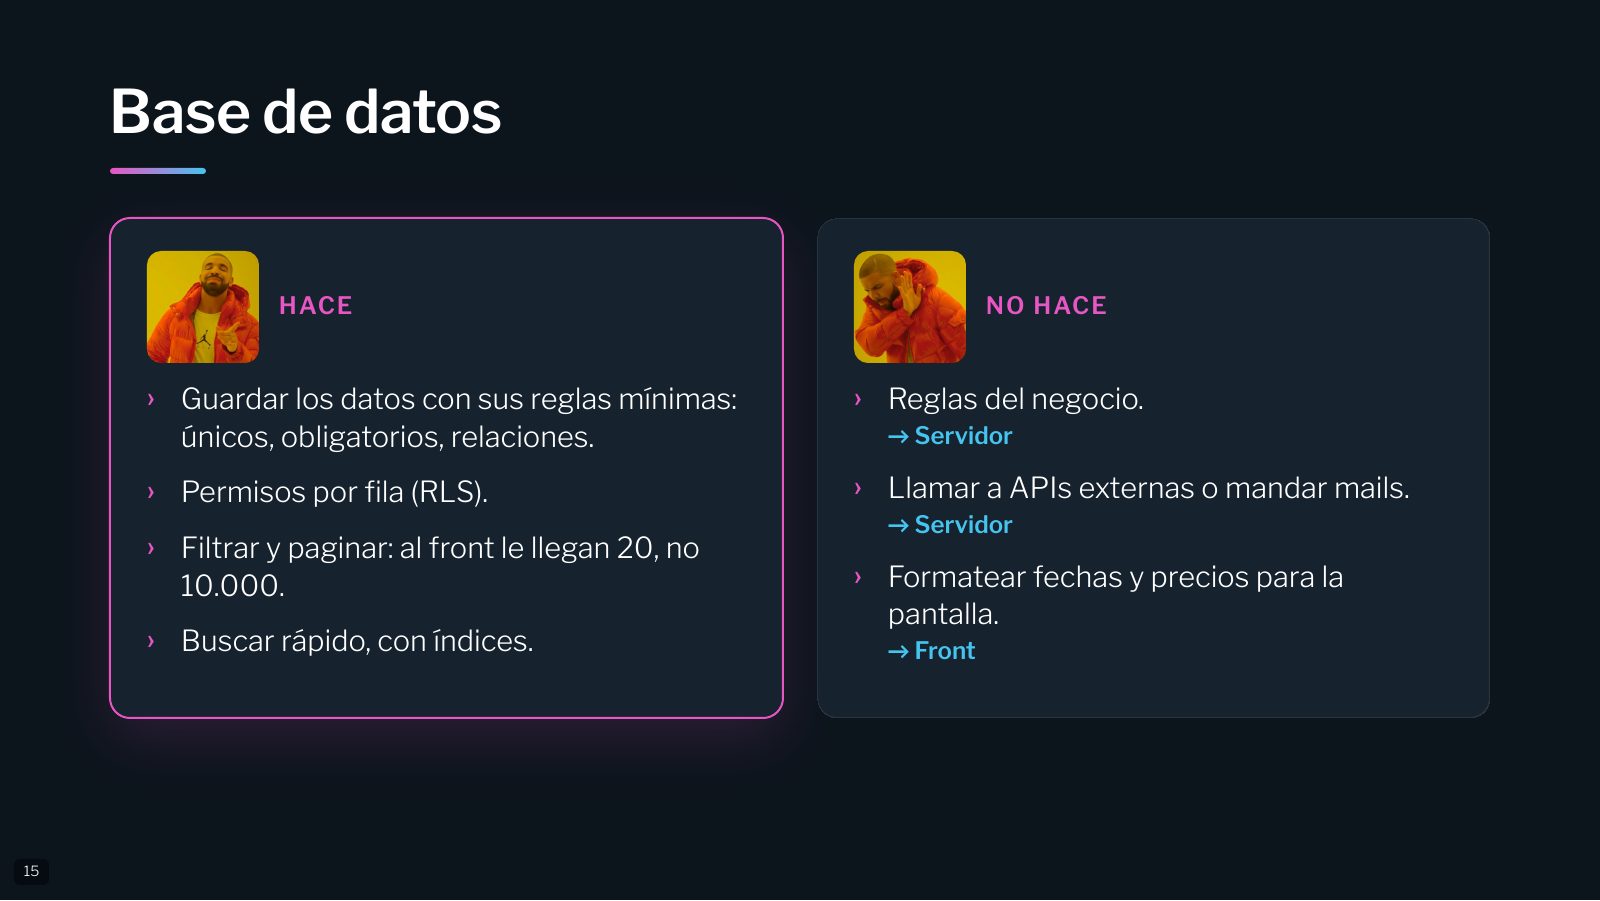 Base de datos
HACE
› Guardar los datos con sus reglas mínimas:
únicos, obligatorios, relaciones.
› Permisos por fila (RLS).
› Filtrar y paginar: al front le llegan 20, no
10.000.
› Buscar rápido, con índices.
NO HACE
› Reglas del negocio.
→ Servidor
› Llamar a APIs externas o mandar mails.
→ Servidor
› Formatear fechas y precios para la
pantalla.
→ Front
15